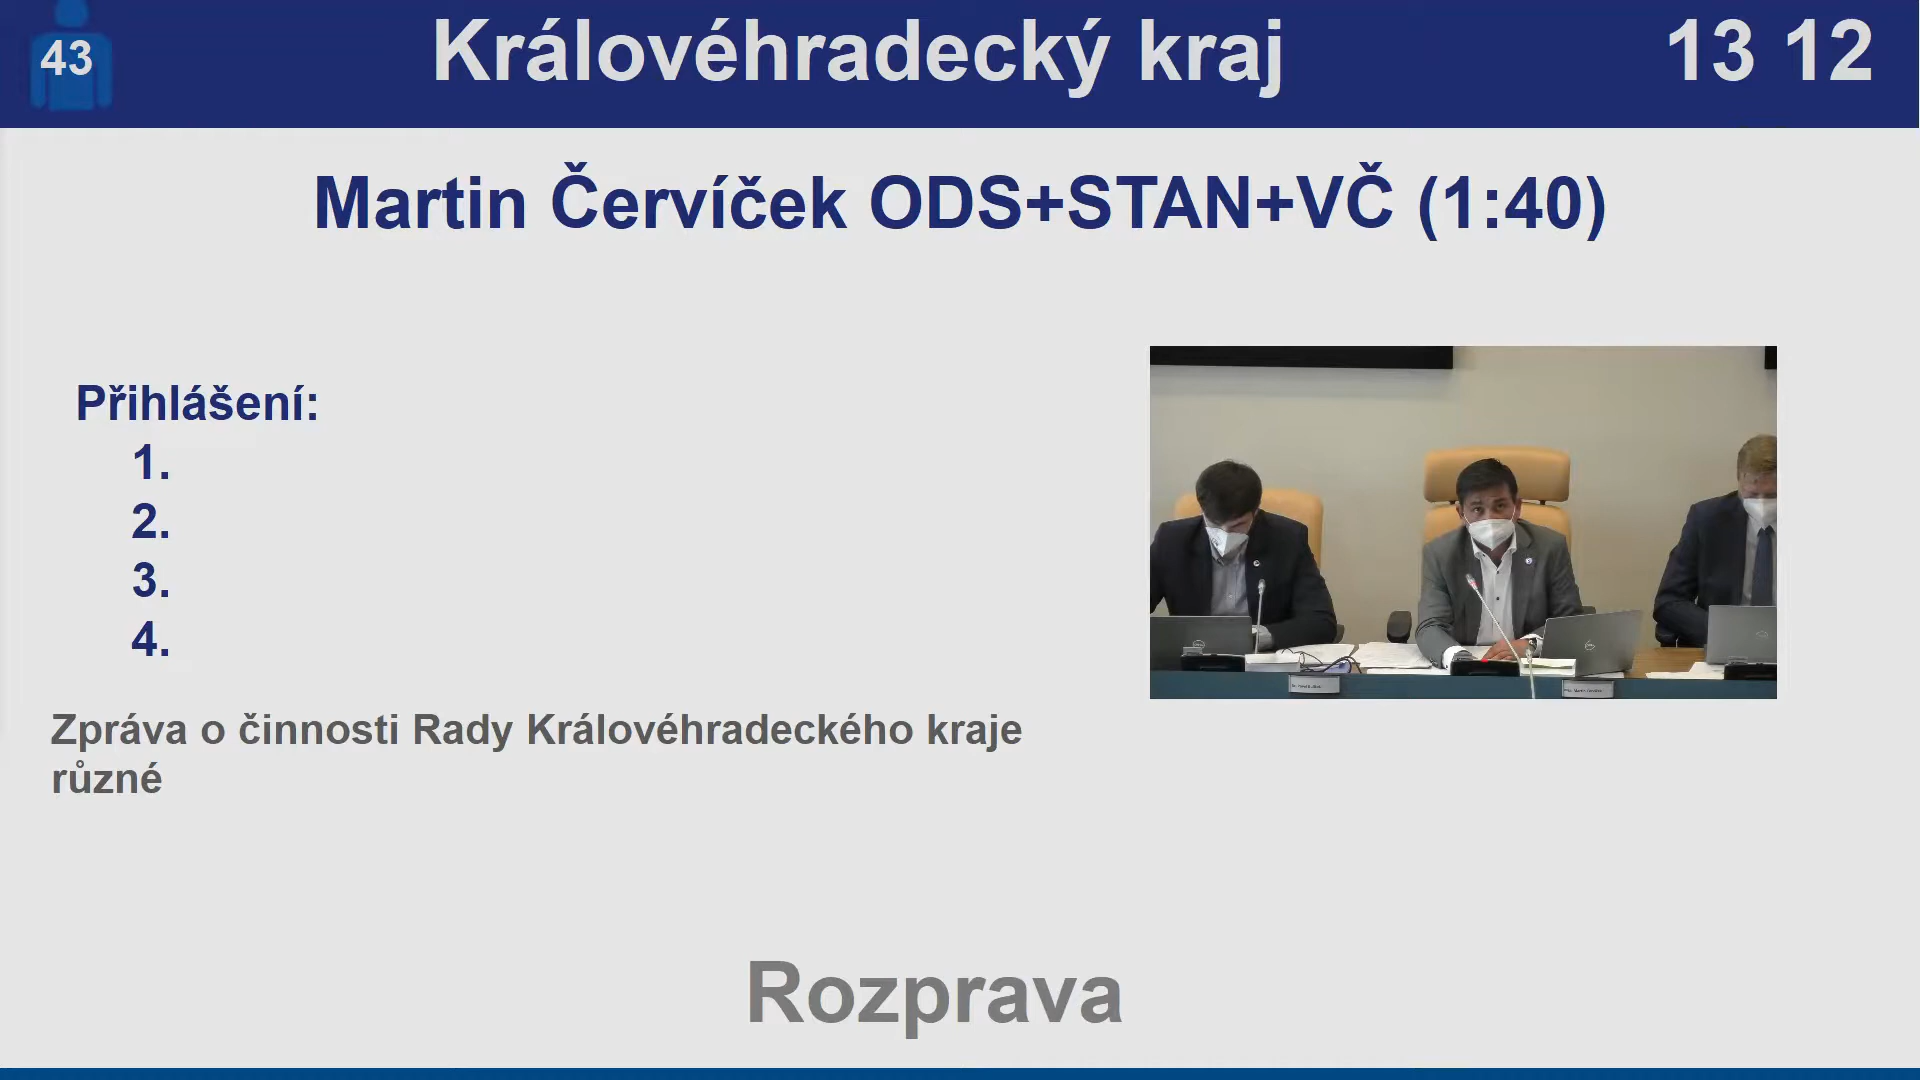 43
Královéhradecký kraj
13 12
Martin Červíček ODS+STAN+VČ (1:40)
Přihlášení:
1.
2.
3.
4.
Zpráva o činnosti Rady Královéhradeckého kraje
různé
Rozprava